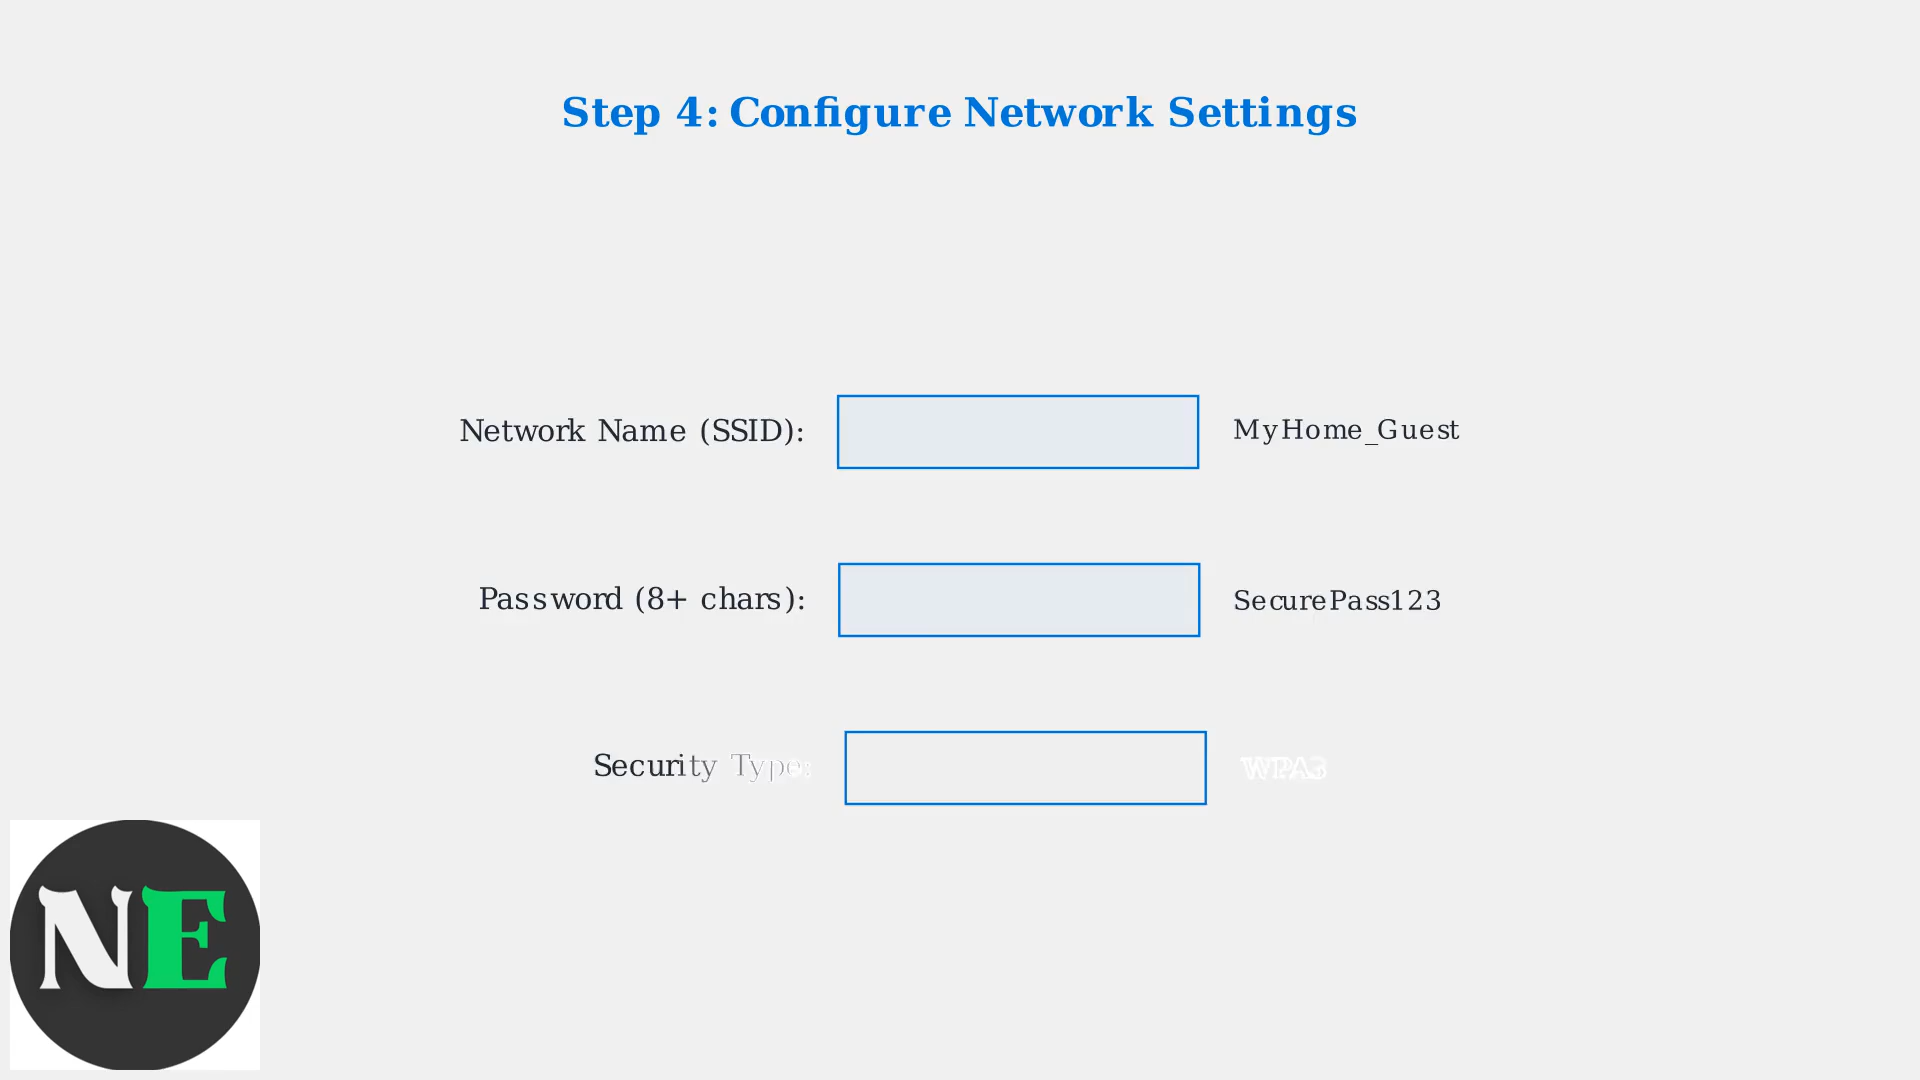 Step 4: Configure Network Settings
Network Name (SSID): MyHome_Guest
Password (8+ chars): SecurePass123
Security Type: WPA3
NE